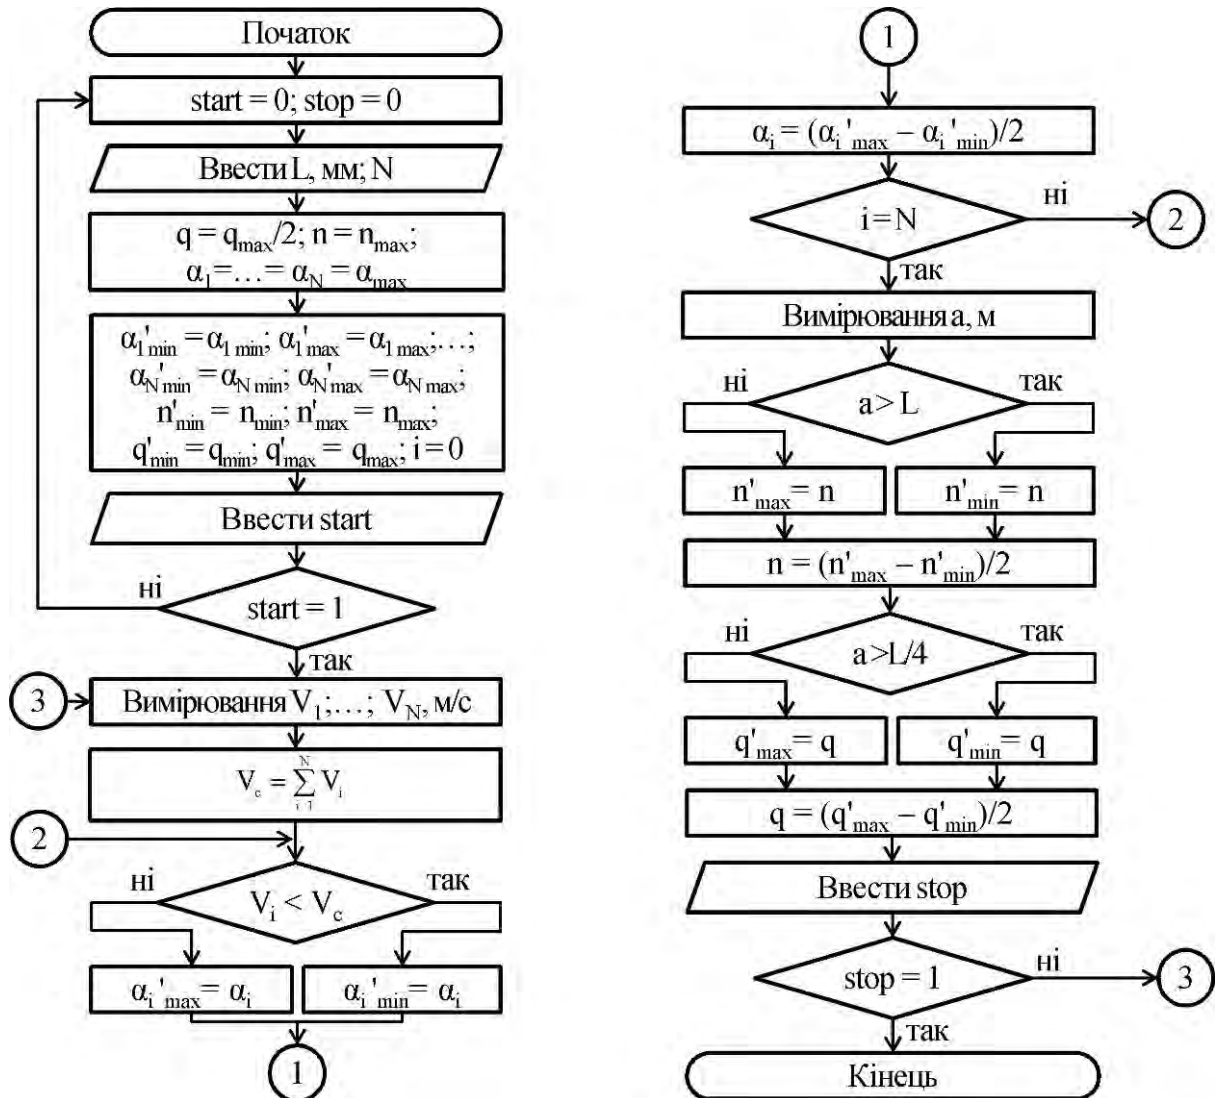 Початок
start = 0; stop = 0
Ввести L, мм; N
q = q_max/2; n = n_max;
α_1 =…= α_N = α_max
α_1'_min = α_1 min; α_1'_max = α_1 max;…;
α_N'_min = α_N min; α_N'_max = α_N max;
n'_min = n_min; n'_max = n_max;
q'_min = q_min; q'_max = q_max; i = 0
Ввести start
ні
start = 1
так
3
Вимірювання V_1;…; V_N, м/с
V_c = ∑_{i=1}^{N} V_i
2
ні
так
V_i < V_c
α_i'_max = α_i
α_i'_min = α_i
1
1
α_i = (α_i'_max – α_i'_min)/2
ні
i = N
2
так
Вимірювання a, м
ні
так
a > L
n'_max = n
n'_min = n
n = (n'_max – n'_min)/2
ні
так
a >L/4
q'_max = q
q'_min = q
q = (q'_max – q'_min)/2
Ввести stop
ні
stop = 1
3
так
Кінець